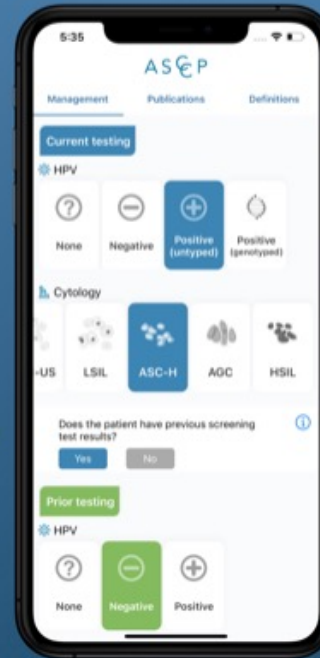 5:35
ASCCP
Management Publications Definitions
Current testing
HPV
None Negative Positive (untyped) Positive (genotyped)
h. Cytology
-US LSIL ASC-H AGC HSIL
Does the patient have previous screening
test results?
Yes No
Prior testing
HPV
None Negative Positive